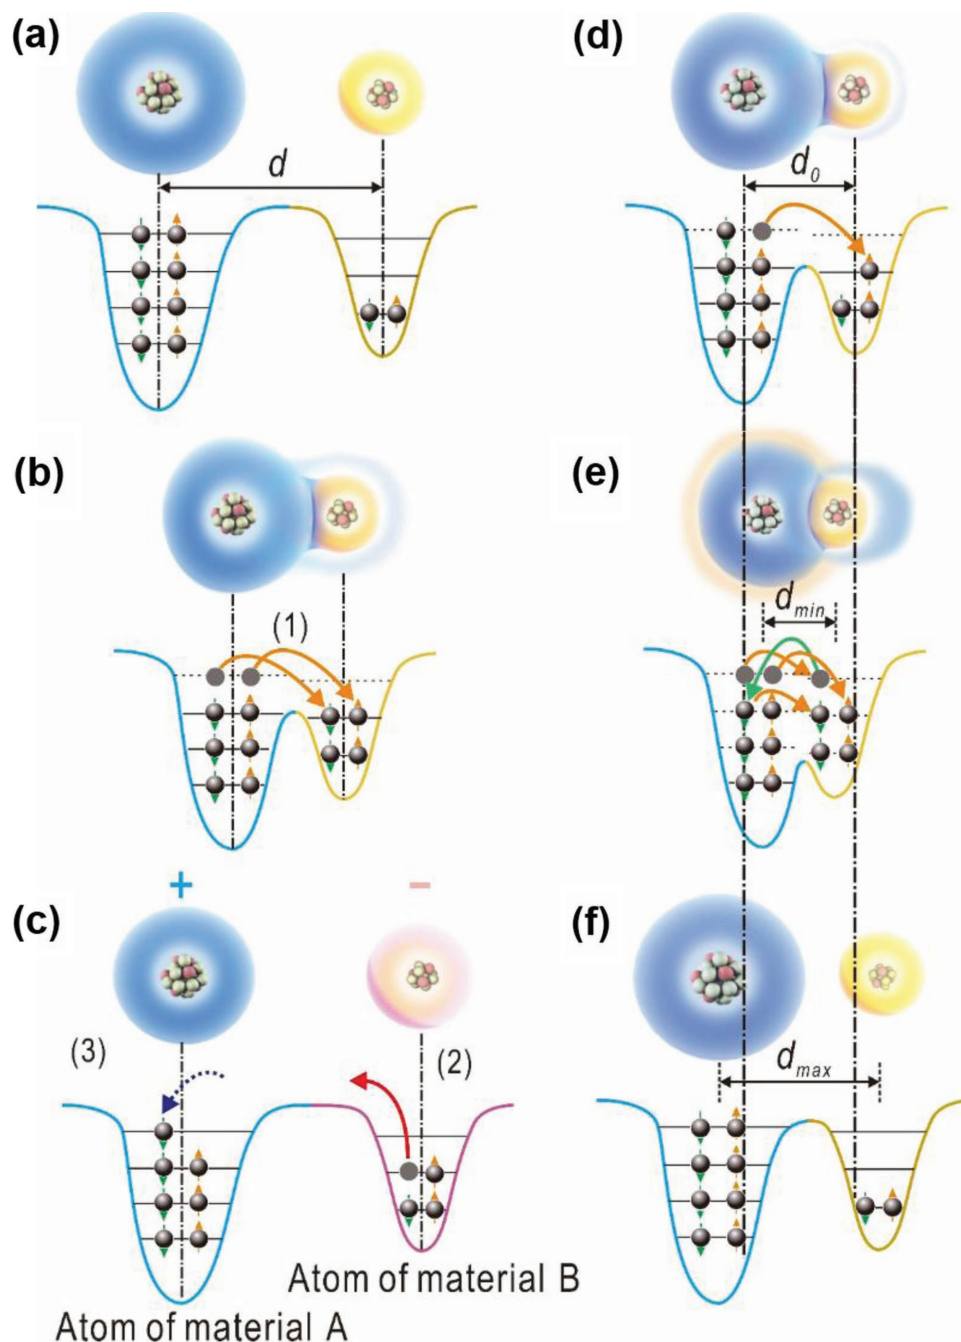 (a)
d
(d)
d0
(b)
(1)
(e)
dmin
+
−
(c)
(3)
(2)
Atom of material B
Atom of material A
(f)
dmax